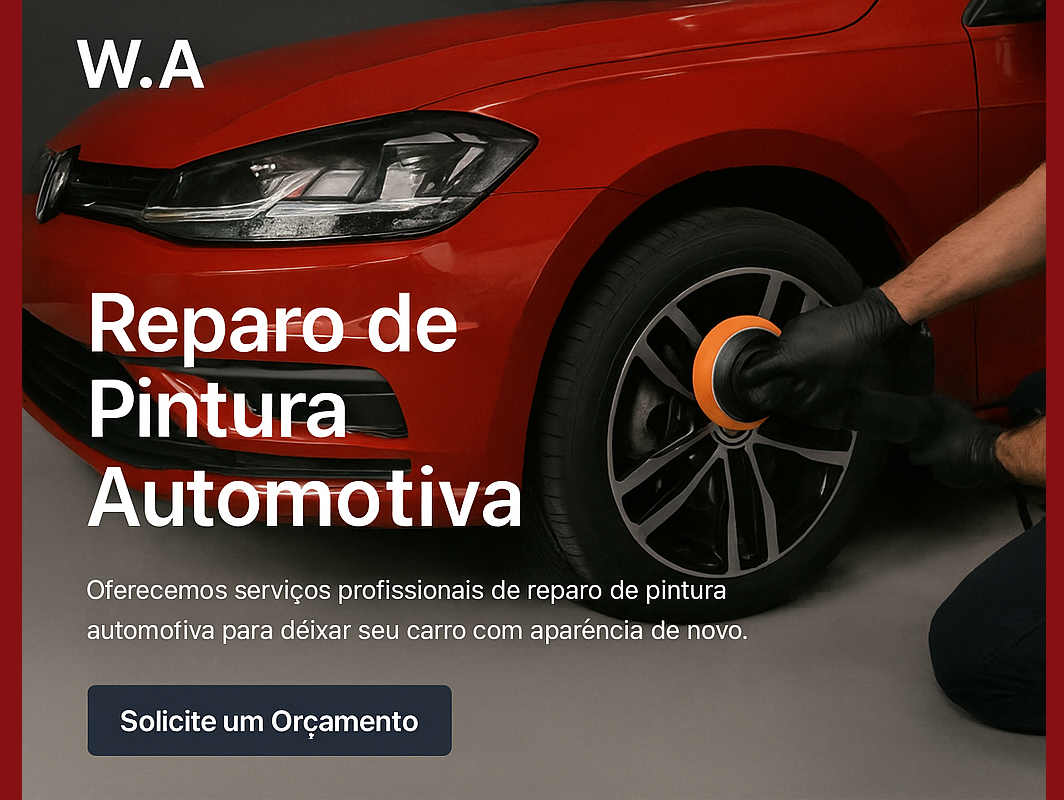 W.A
Reparo de
Pintura
Automotiva
Oferecemos serviços profissionais de reparo de pintura
automofiva para déixar seu carro com aparéncia de novo.
Solicite um Orçamento